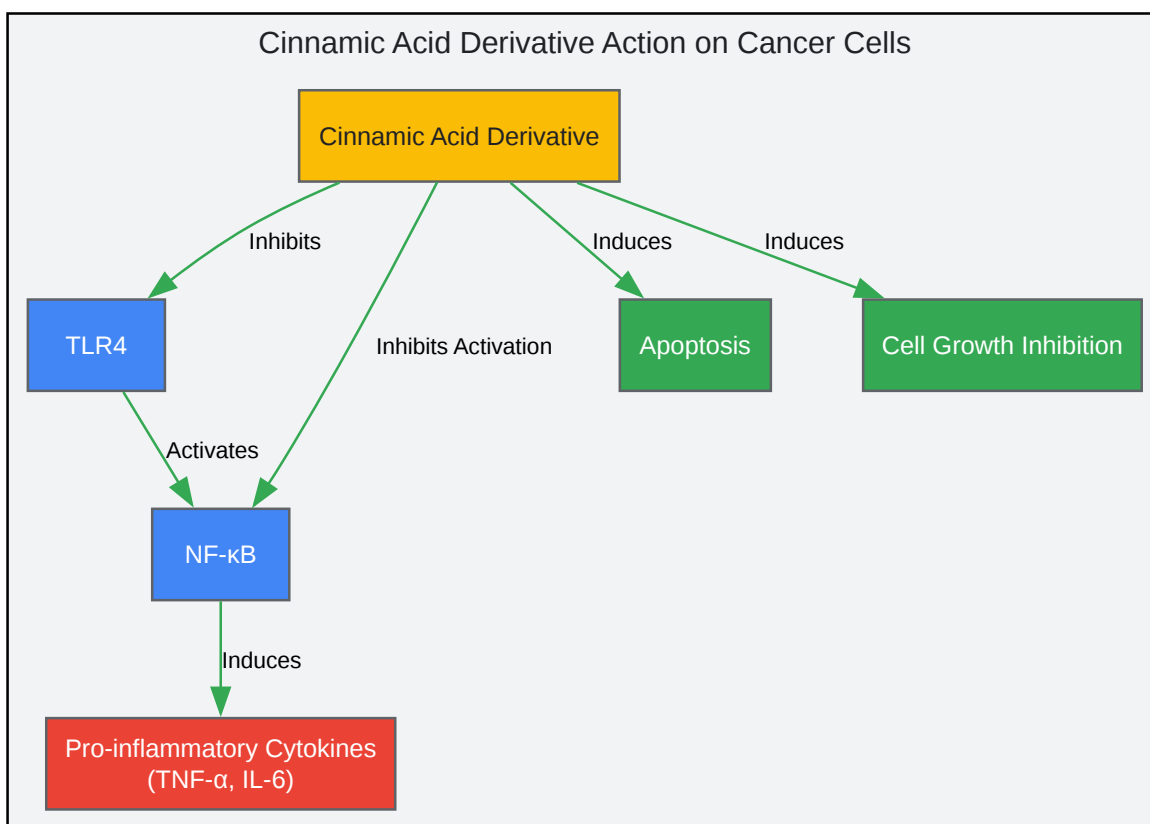 Cinnamic Acid Derivative Action on Cancer Cells
Cinnamic Acid Derivative
Inhibits
Induces
Induces
TLR4
Inhibits Activation
Apoptosis
Cell Growth Inhibition
Activates
NF-κB
Induces
Pro-inflammatory Cytokines
(TNF-α, IL-6)